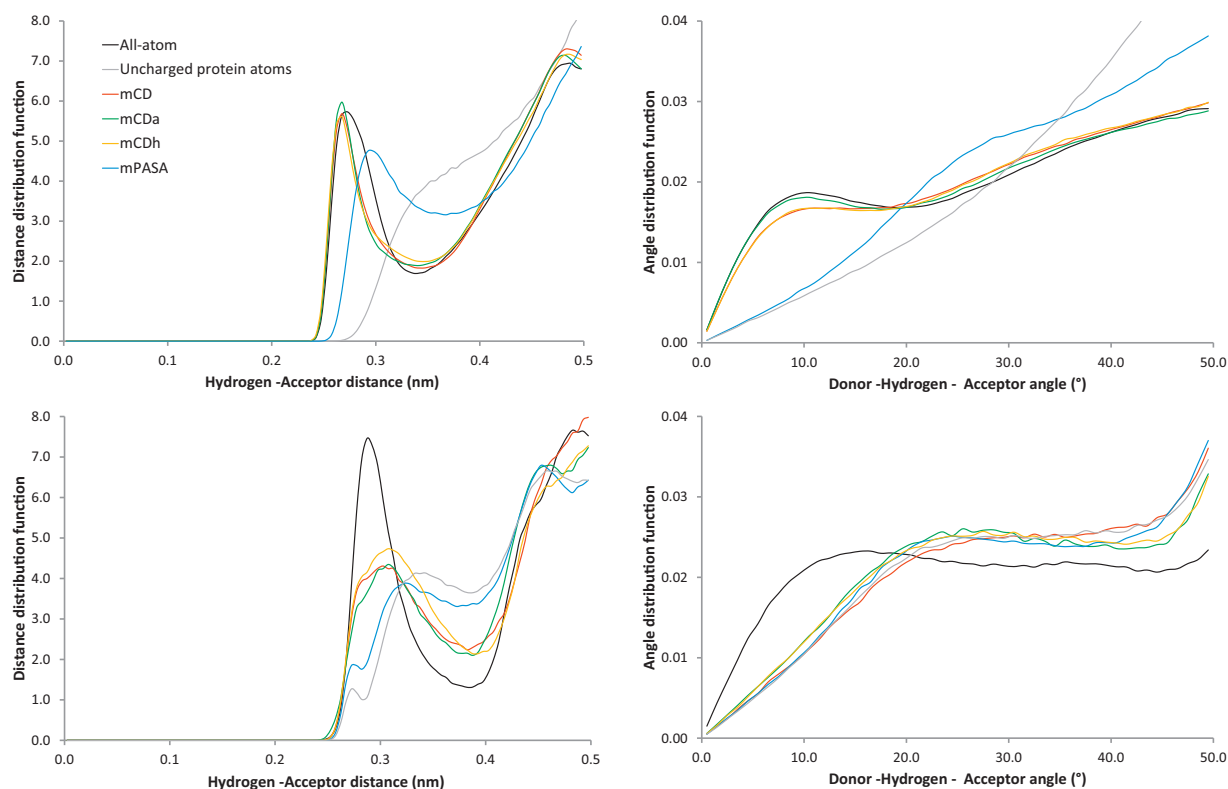 8.0
7.0
6.0
5.0
4.0
3.0
2.0
1.0
0.0
Distance distribution function
All-atom
Uncharged protein atoms
mCD
mCDa
mCDh
mPASA
0.0 0.1 0.2 0.3 0.4 0.5
Hydrogen -Acceptor distance (nm)
0.04
0.03
0.02
0.01
0.00
Angle distribution function
0.0 10.0 20.0 30.0 40.0 50.0
Donor -Hydrogen - Acceptor angle (°)
8.0
7.0
6.0
5.0
4.0
3.0
2.0
1.0
0.0
Distance distribution function
0.0 0.1 0.2 0.3 0.4 0.5
Hydrogen -Acceptor distance (nm)
0.04
0.03
0.02
0.01
0.00
Angle distribution function
0.0 10.0 20.0 30.0 40.0 50.0
Donor -Hydrogen - Acceptor angle (°)